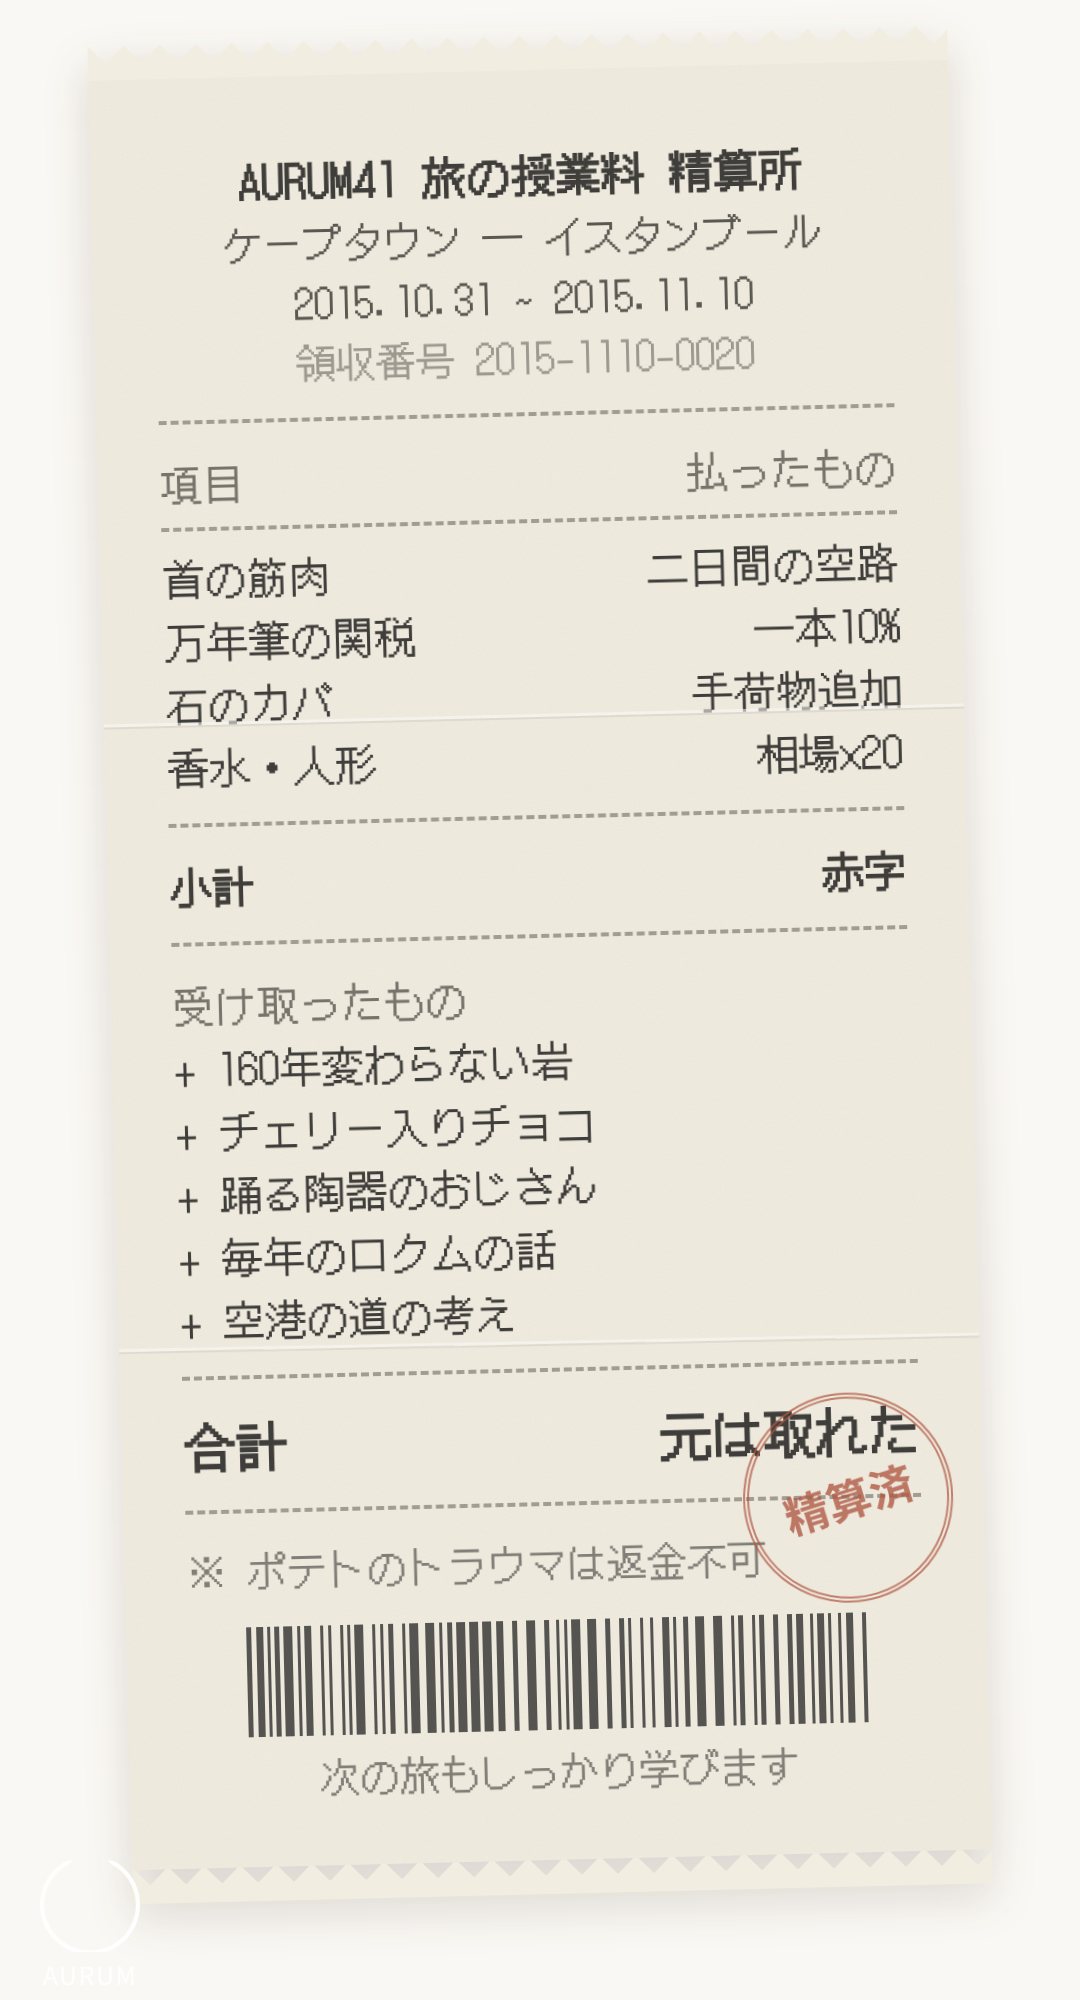 AURUM41 旅の授業料 精算所
ケープタウン — イスタンブール
2015.10.31 ~ 2015.11.10
領収番号 2015-1110-0020
項目 払ったもの
首の筋肉 二日間の空路
万年筆の関税 一本10%
石のカバ 手荷物追加
香水・人形 相場x20
小計 赤字
受け取ったもの
+ 160年変わらない岩
+ チェリー入りチョコ
+ 踊る陶器のおじさん
+ 毎年のロクムの話
+ 空港の道の考え
合計 元は取れた
精算済
※ ポテトのトラウマは返金不可
次の旅もしっかり学びます
AURUM